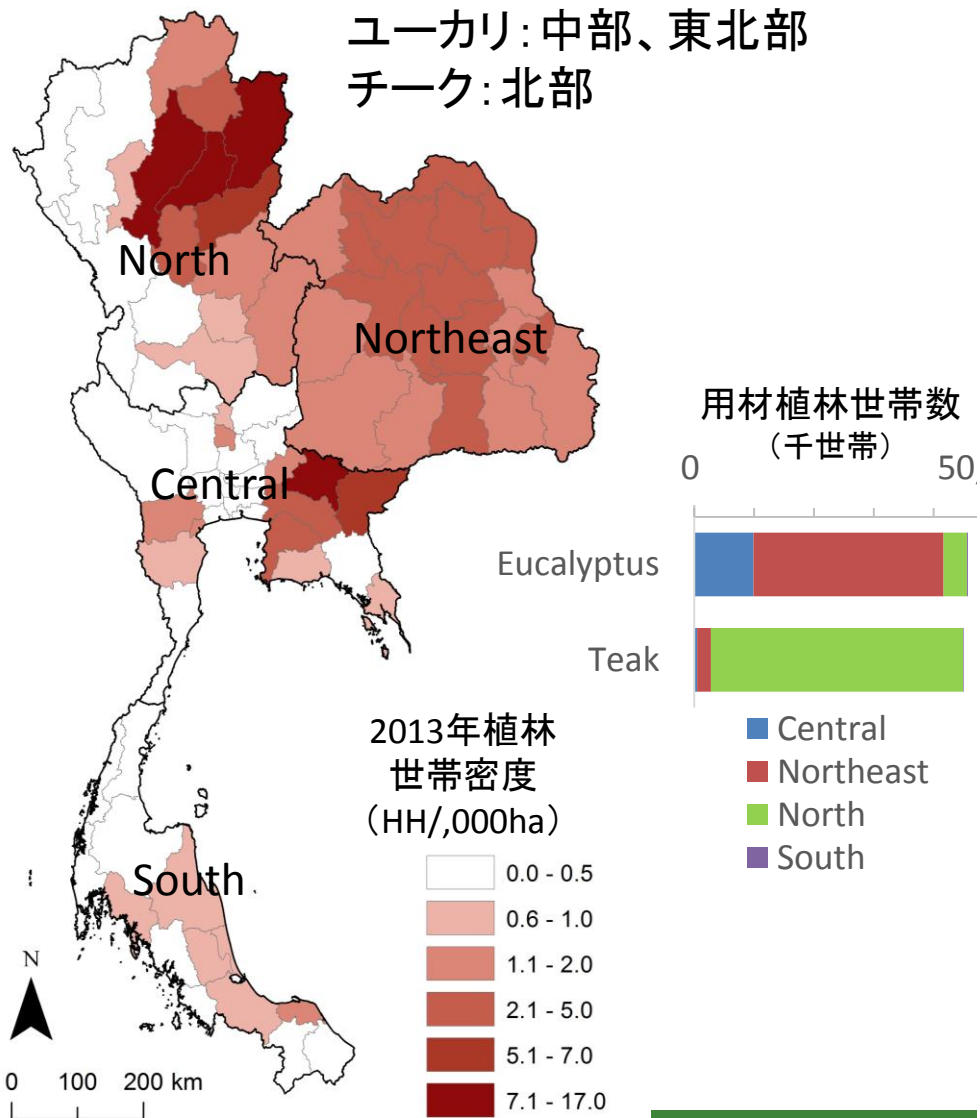 ユーカリ：中部、東北部
チーク：北部
North
Northeast
Central
South
N
0 100 200 km
2013年植林
世帯密度
（HH/,000ha）
0.0 - 0.5
0.6 - 1.0
1.1 - 2.0
2.1 - 5.0
5.1 - 7.0
7.1 - 17.0
用材植林世帯数
（千世帯）
0 50,
Eucalyptus
Teak
Central
Northeast
North
South